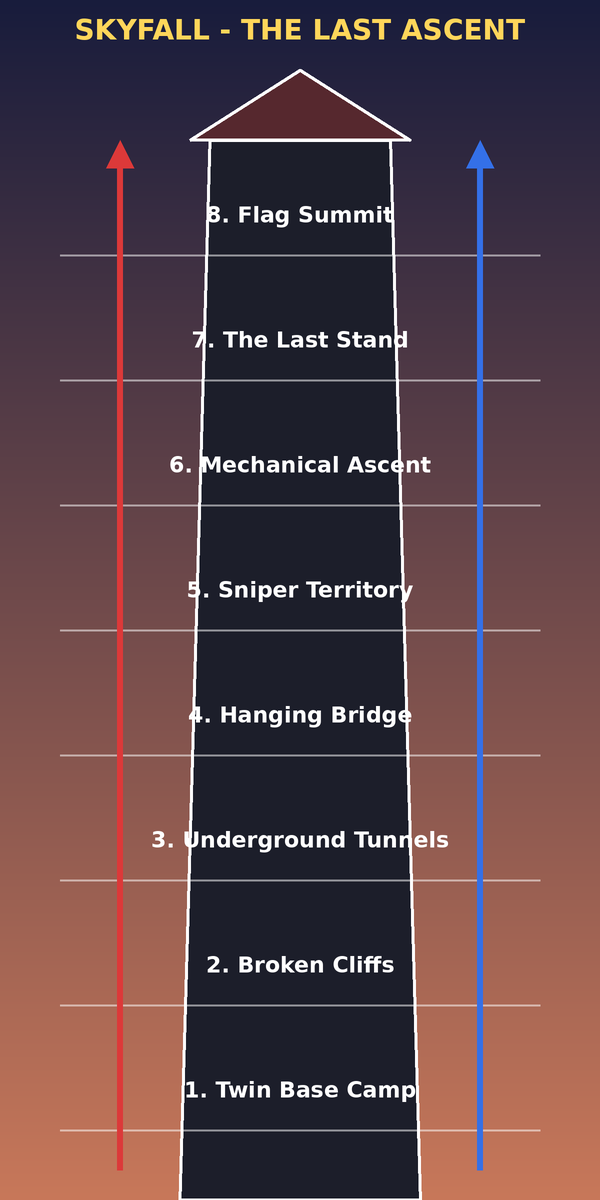 SKYFALL - THE LAST ASCENT
8. Flag Summit
7. The Last Stand
6. Mechanical Ascent
5. Sniper Territory
4. Hanging Bridge
3. Underground Tunnels
2. Broken Cliffs
1. Twin Base Camp